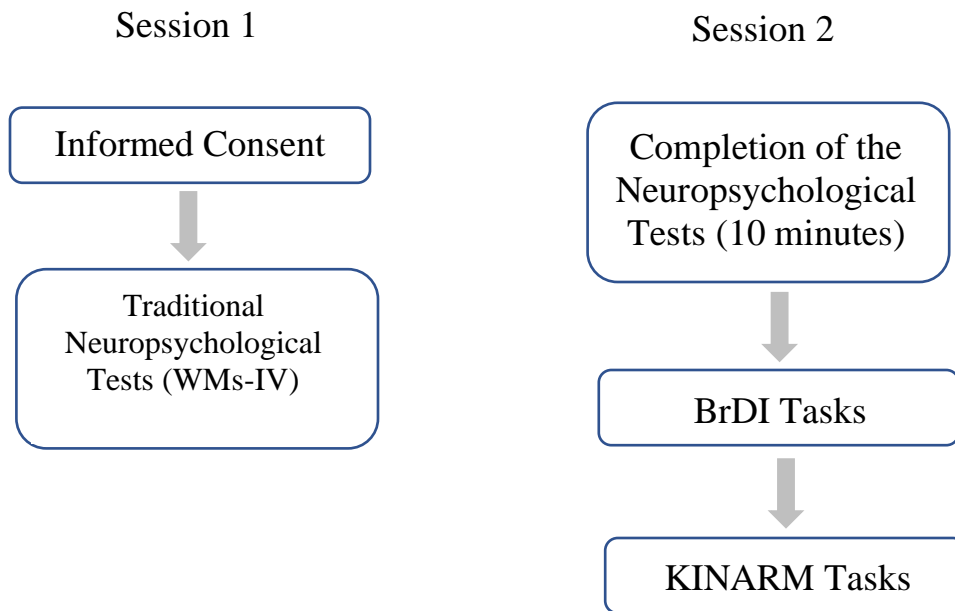 Session 1
Informed Consent
Traditional
Neuropsychological
Tests (WMs-IV)
Session 2
Completion of the
Neuropsychological
Tests (10 minutes)
BrDI Tasks
KINARM Tasks